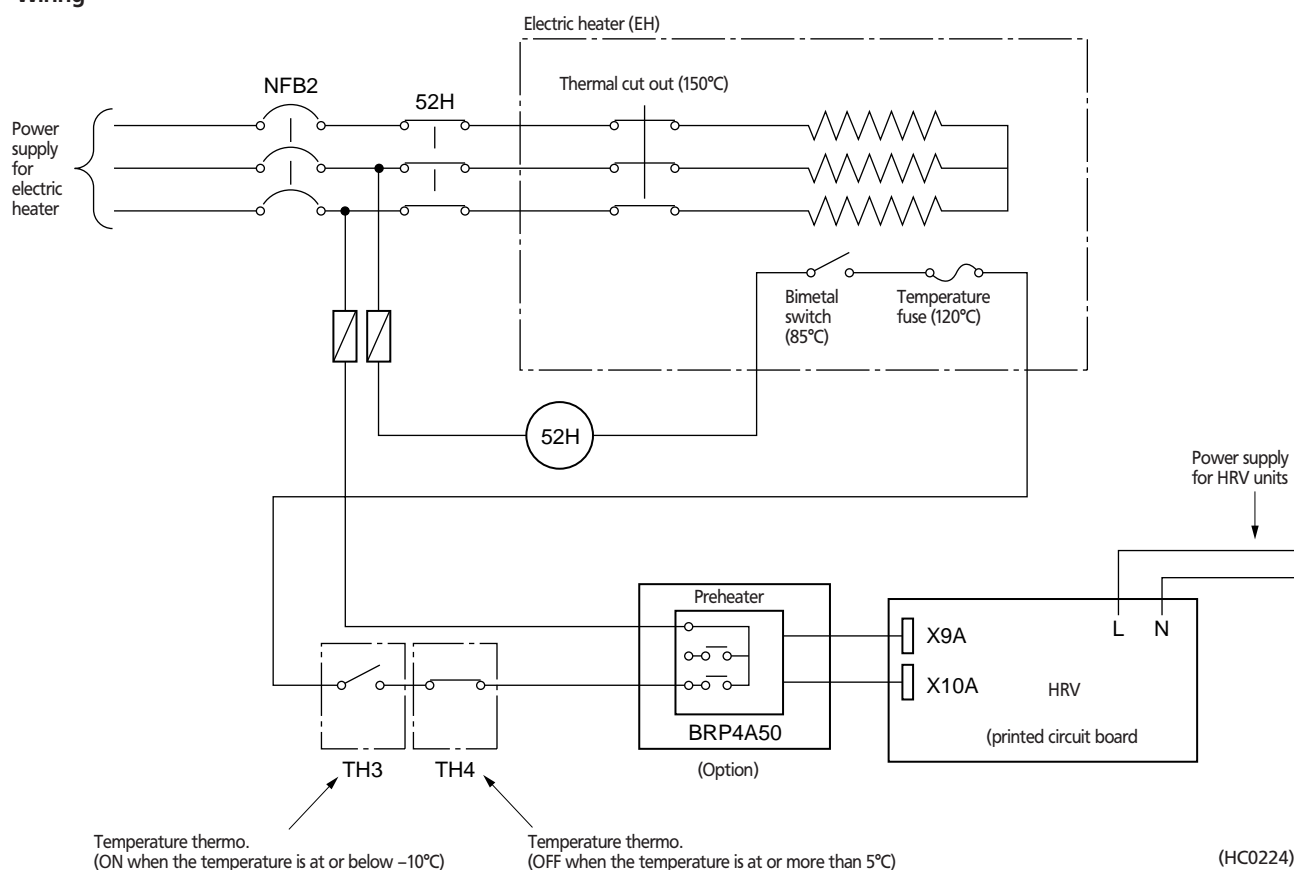 Electric heater (EH)
NFB2
52H
Thermal cut out (150°C)
Power
supply
for
electric
heater
Bimetal
switch
(85°C)
Temperature
fuse (120°C)
52H
Power supply
for HRV units
Preheater
L N
X9A
X10A
HRV
BRP4A50
(printed circuit board
(Option)
TH3
TH4
Temperature thermo.
(ON when the temperature is at or below –10°C)
Temperature thermo.
(OFF when the temperature is at or more than 5°C)
(HC0224)